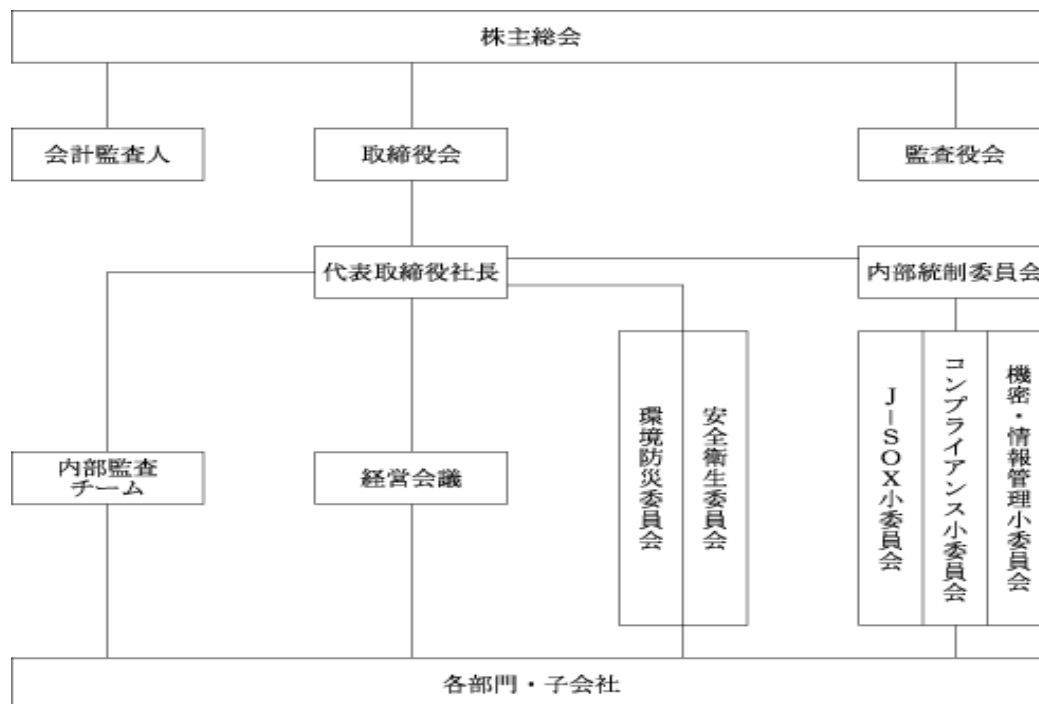 株主総会
会計監査人
取締役会
監査役会
代表取締役社長
内部統制委員会
内部監査
チーム
経営会議
環境防災委員会
安全衛生委員会
J−SOX小委員会
コンプライアンス小委員会
機密・情報管理小委員会
各部門・子会社